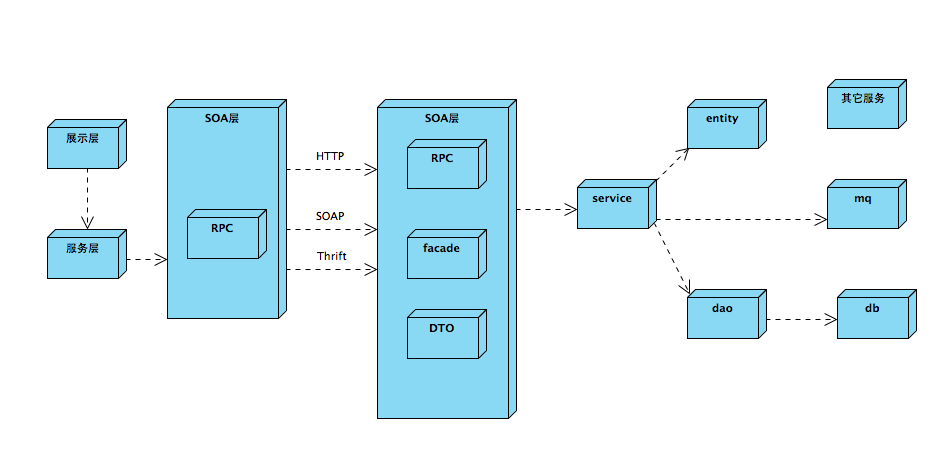 展示层
服务层
SOA层
RPC
HTTP
SOAP
Thrift
SOA层
RPC
facade
DTO
service
entity
其它服务
mq
dao
db